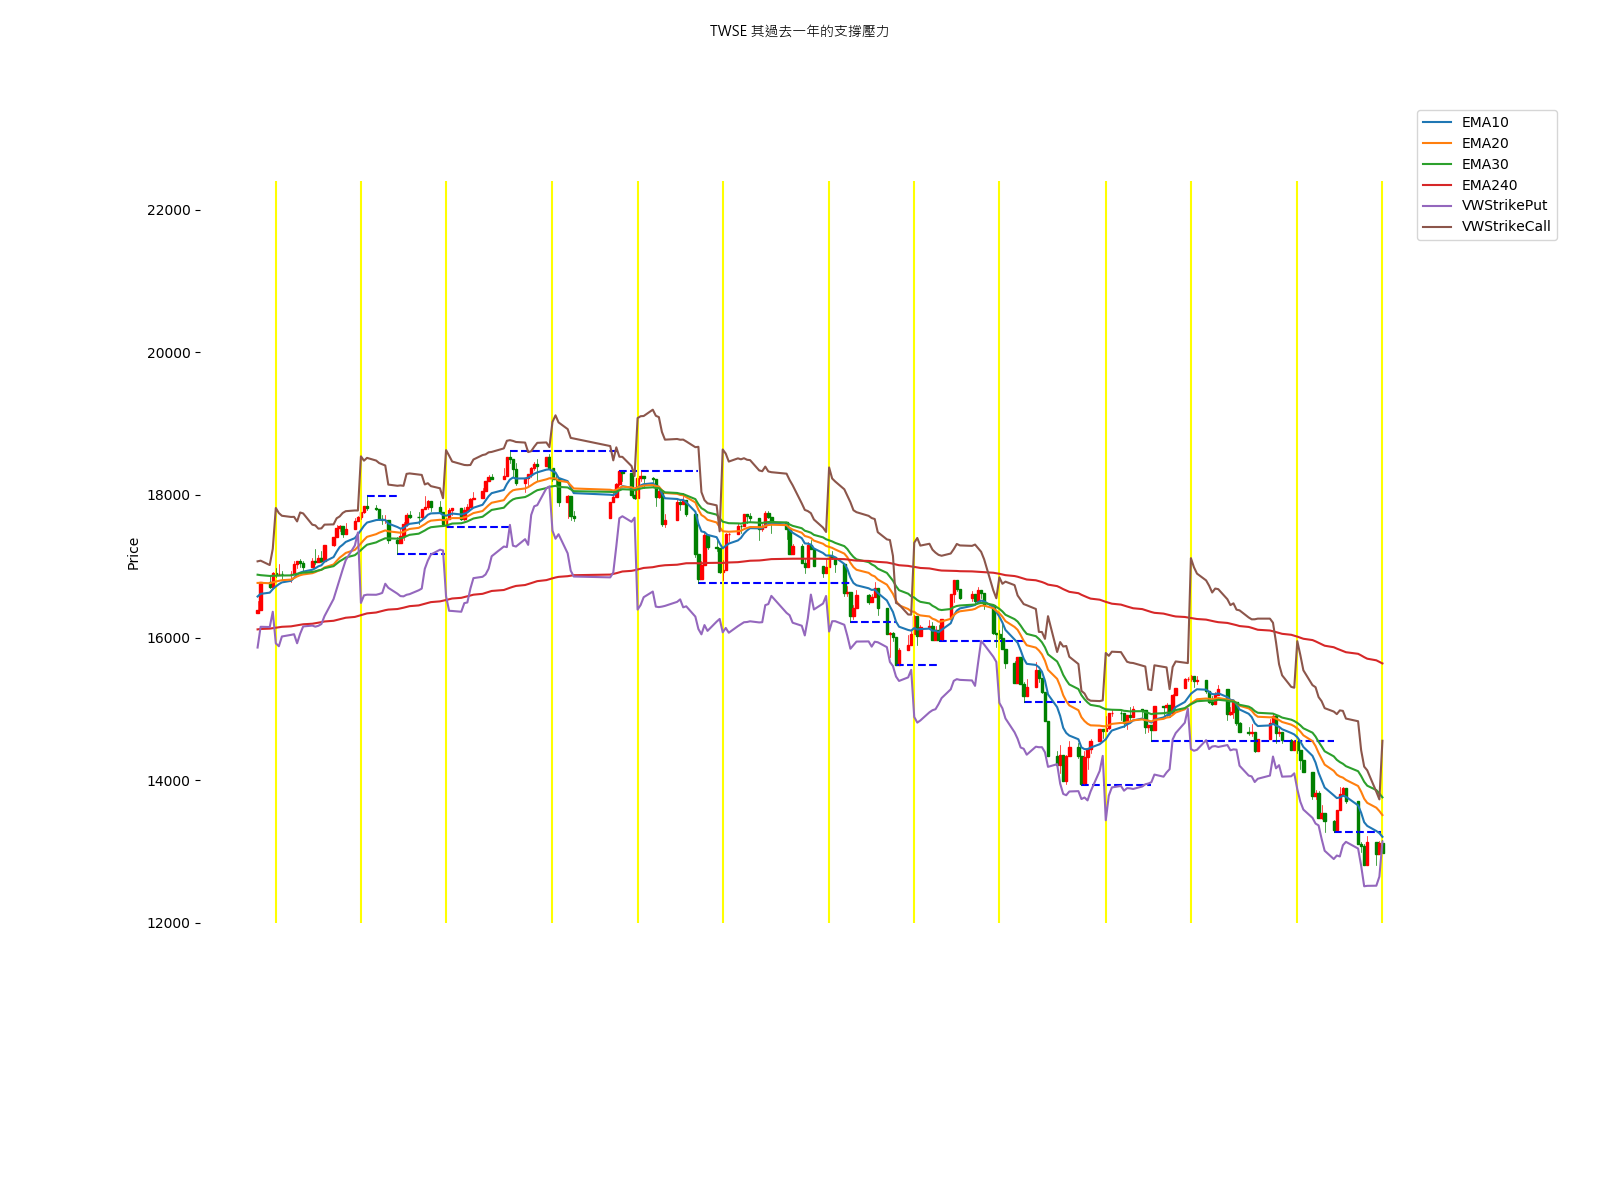 TWSE 其過去一年的支撐壓力
EMA10
EMA20
EMA30
EMA240
VWStrikePut
VWStrikeCall
22000
20000
18000
16000
14000
12000
Price